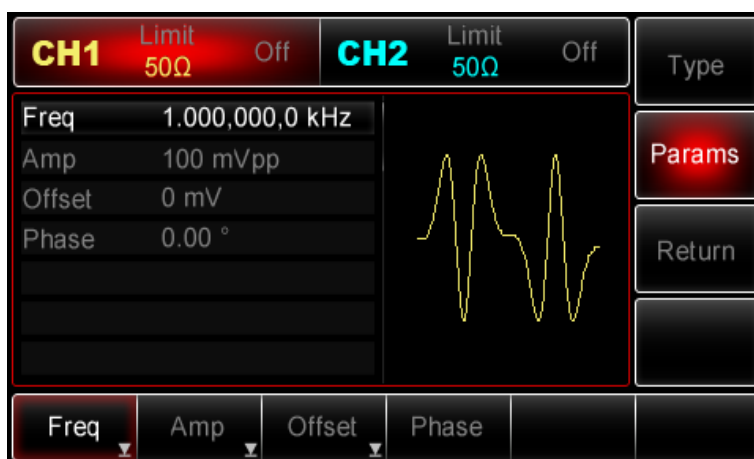 CH1 Limit 50Ω Off CH2 Limit 50Ω Off
Type
Freq 1.000,000,0 kHz
Amp 100 mVpp
Offset 0 mV
Phase 0.00 °
Params
Return
Freq Amp Offset Phase